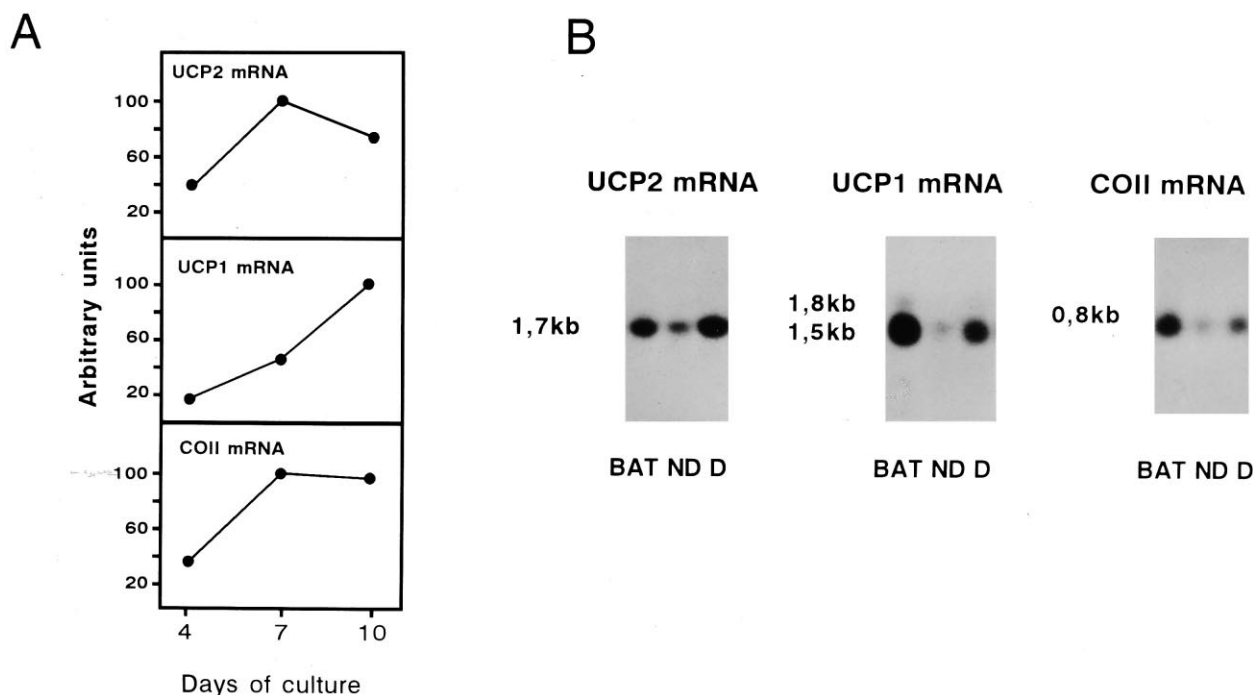 A
UCP2 mRNA
100
60
20
UCP1 mRNA
100
60
20
COII mRNA
100
60
20
Arbitrary units
4 7 10
Days of culture
B
UCP2 mRNA UCP1 mRNA COII mRNA
1,7kb
1,8kb
1,5kb
0,8kb
BAT ND D BAT ND D BAT ND D